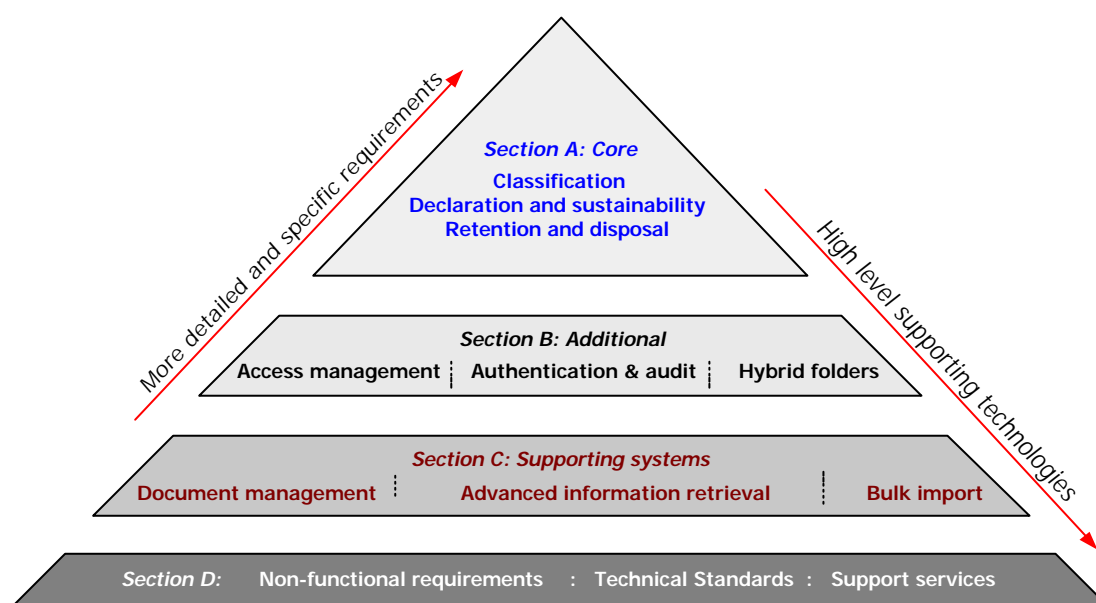 More detailed and specific requirements
High level supporting technologies
Section A: Core
Classification
Declaration and sustainability
Retention and disposal
Section B: Additional
Access management Authentication & audit Hybrid folders
Section C: Supporting systems
Document management Advanced information retrieval Bulk import
Section D: Non-functional requirements : Technical Standards : Support services